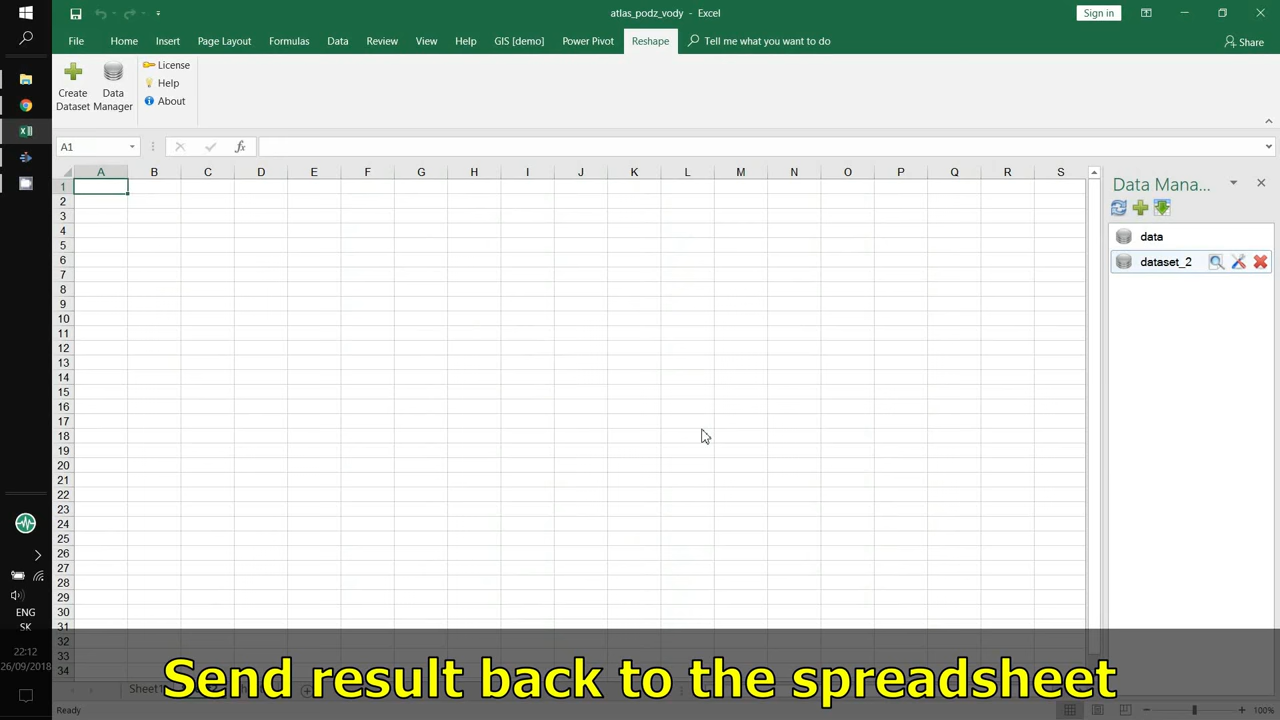 atlas_podz_vody - Excel
Sign in
File Home Insert Page Layout Formulas Data Review View Help GIS [demo] Power Pivot Reshape Tell me what you want to do Share
Create Dataset
Data Manager
License
Help
About
A1
fx
A B C D E F G H I J K L M N O P Q R S
1
2
3
4
5
6
7
8
9
10
11
12
13
14
15
16
17
18
19
20
21
22
23
24
25
26
27
28
29
30
31
32
33
34
Data Mana...
data
dataset_2
ENG
SK
22:12
26/09/2018
Send result back to the spreadsheet
Ready
100%